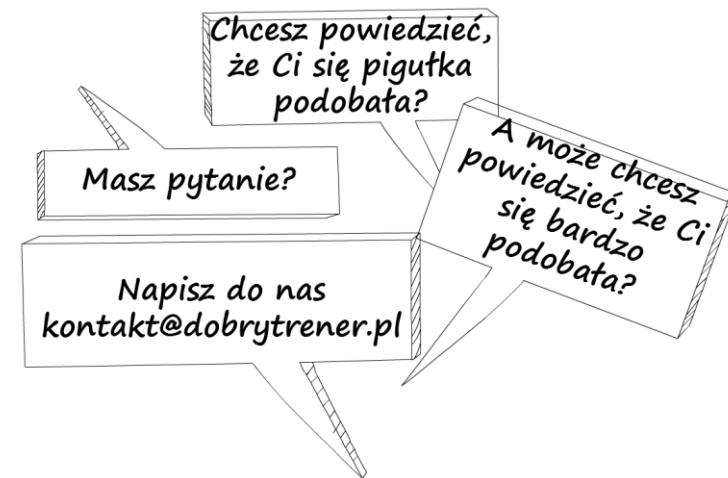 Chcesz powiedzieć,
że Ci się pigułka
podobała?
A może chcesz
powiedzieć, że Ci
się bardzo
podobała?
Masz pytanie?
Napisz do nas
kontakt@dobrytrener.pl